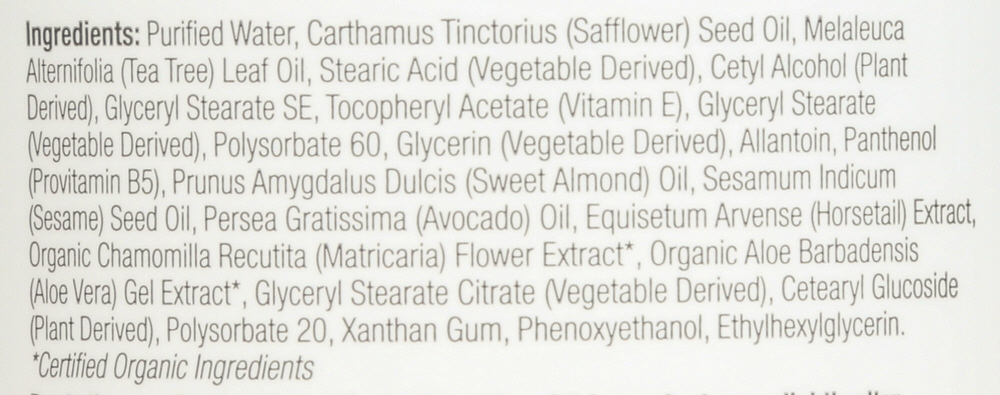 Ingredients: Purified Water, Carthamus Tinctorius (Safflower) Seed Oil, Melaleuca
Alternifolia (Tea Tree) Leaf Oil, Stearic Acid (Vegetable Derived), Cetyl Alcohol (Plant
Derived), Glyceryl Stearate SE, Tocopheryl Acetate (Vitamin E), Glyceryl Stearate
(Vegetable Derived), Polysorbate 60, Glycerin (Vegetable Derived), Allantoin, Panthenol
(Provitamin B5), Prunus Amygdalus Dulcis (Sweet Almond) Oil, Sesamum Indicum
(Sesame) Seed Oil, Persea Gratissima (Avocado) Oil, Equisetum Arvense (Horsetail) Extract,
Organic Chamomilla Recutita (Matricaria) Flower Extract*, Organic Aloe Barbadensis
(Aloe Vera) Gel Extract*, Glyceryl Stearate Citrate (Vegetable Derived), Cetearyl Glucoside
(Plant Derived), Polysorbate 20, Xanthan Gum, Phenoxyethanol, Ethylhexylglycerin.
*Certified Organic Ingredients